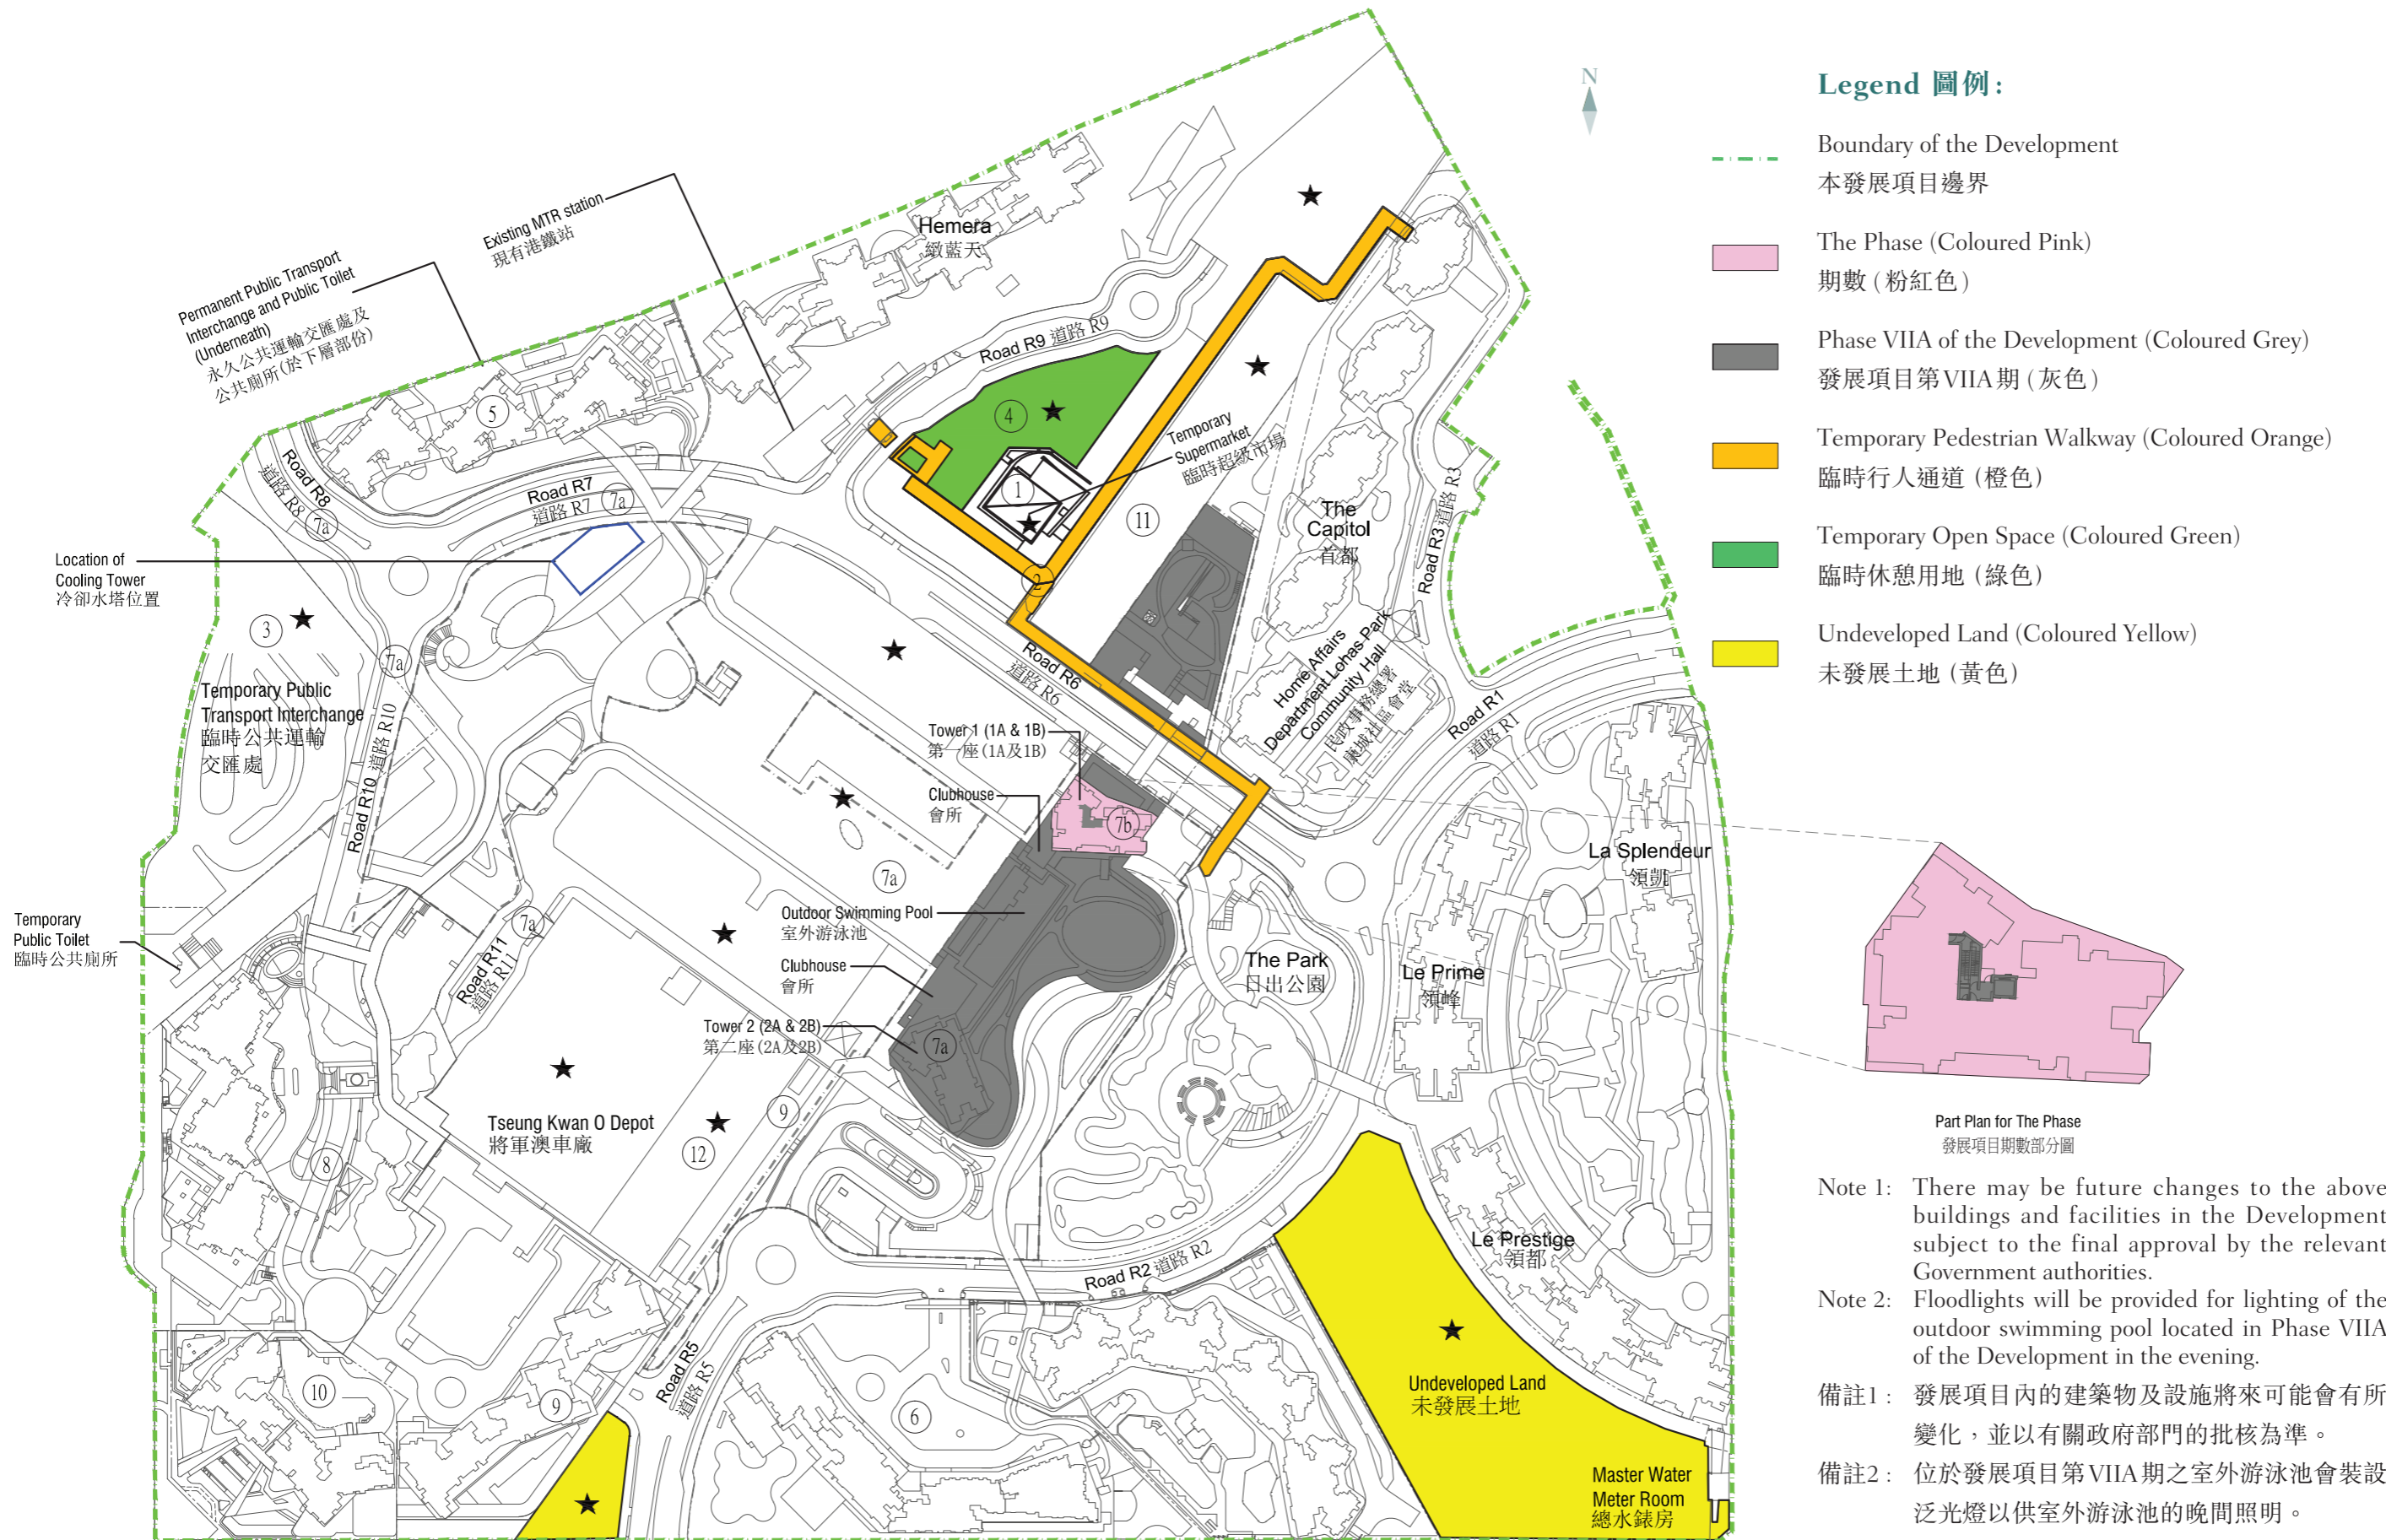 N
Legend 圖例:
Boundary of the Development
本發展項目邊界
The Phase (Coloured Pink)
期數 (粉紅色)
Phase VIIA of the Development (Coloured Grey)
發展項目第VIIA期 (灰色)
Temporary Pedestrian Walkway (Coloured Orange)
臨時行人通道 (橙色)
Temporary Open Space (Coloured Green)
臨時休憩用地 (綠色)
Undeveloped Land (Coloured Yellow)
未發展土地 (黃色)
Existing MTR station
現有港鐵站
Permanent Public Transport
Interchange and Public Toilet
(Underneath)
永久公共運輸交匯處及
公共廁所(於下層部份)
Hemera
緻藍天
Road R9 道路 R9
5
4
Temporary
Supermarket
臨時超級市場
1
2
11
Road R8
道路 R8
7a
Road R7
道路 R7
7a
Location of
Cooling Tower
冷卻水塔位置
3
7a
Temporary Public
Transport Interchange
臨時公共運輸
交匯處
Road R10 道路 R10
The
Capitol
首都
Road R3 道路 R3
Home Affairs
Department Lohas Park
Community Hall
民政事務總署
康城社區會堂
Road R6
道路 R6
Road R1
道路 R1
Tower 1 (1A & 1B)
第一座(1A及1B)
Clubhouse
會所
7b
7a
Outdoor Swimming Pool
室外游泳池
Clubhouse
會所
Tower 2 (2A & 2B)
第二座(2A及2B)
7a
Temporary
Public Toilet
臨時公共廁所
7a
Road R11
道路 R11
The Park
日出公園
La Splendeur
領凱
Le Prime
領峰
Tseung Kwan O Depot
將軍澳車廠
9
12
8
Le Prestige
領都
Road R2 道路 R2
Road R5
道路 R5
10
9
6
Undeveloped Land
未發展土地
Master Water
Meter Room
總水錶房
Part Plan for The Phase
發展項目期數部分圖
Note 1: There may be future changes to the above
buildings and facilities in the Development
subject to the final approval by the relevant
Government authorities.
Note 2: Floodlights will be provided for lighting of the
outdoor swimming pool located in Phase VIIA
of the Development in the evening.
備註1 : 發展項目內的建築物及設施將來可能會有所
變化，並以有關政府部門的批核為準。
備註2 : 位於發展項目第VIIA期之室外游泳池會裝設
泛光燈以供室外游泳池的晚間照明。